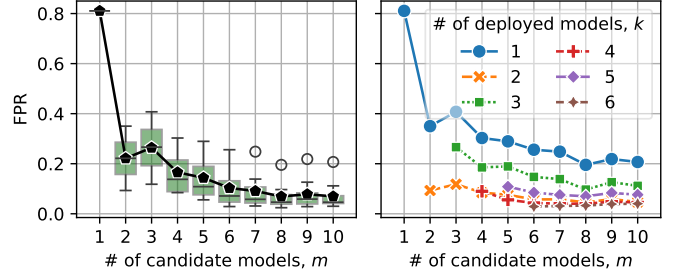 FPR
0.8
0.6
0.4
0.2
0.0
1 2 3 4 5 6 7 8 9 10
# of candidate models, m
# of deployed models, k
1 4
2 5
3 6
1 2 3 4 5 6 7 8 9 10
# of candidate models, m